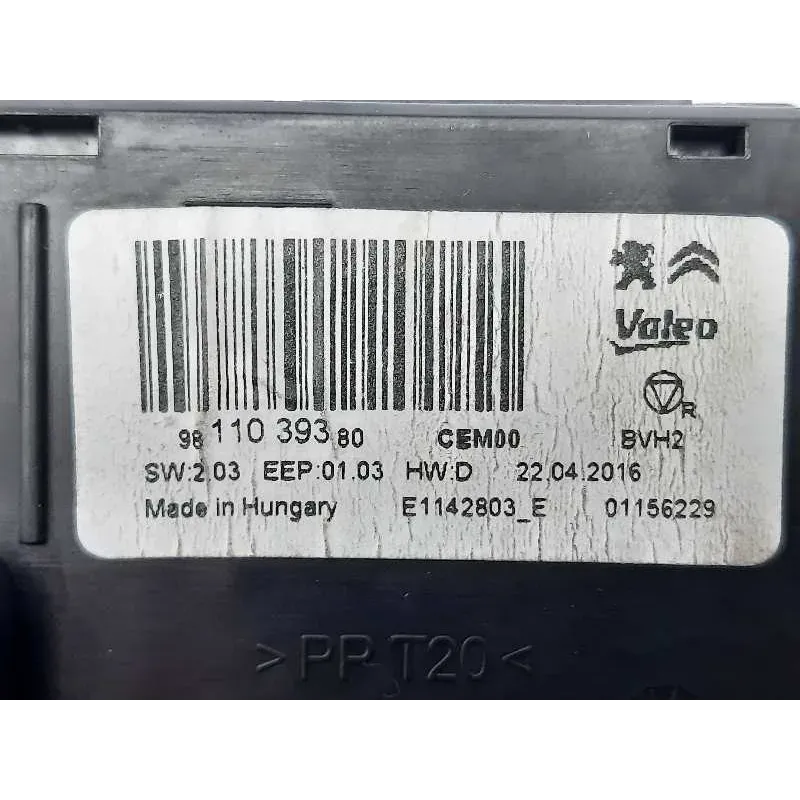 Valeo
R
98 110 393 80 CEM00 BVH2
SW:2.03 EEP:01.03 HW:D 22.04.2016
Made in Hungary E1142803_E 01156229
>PP T20<